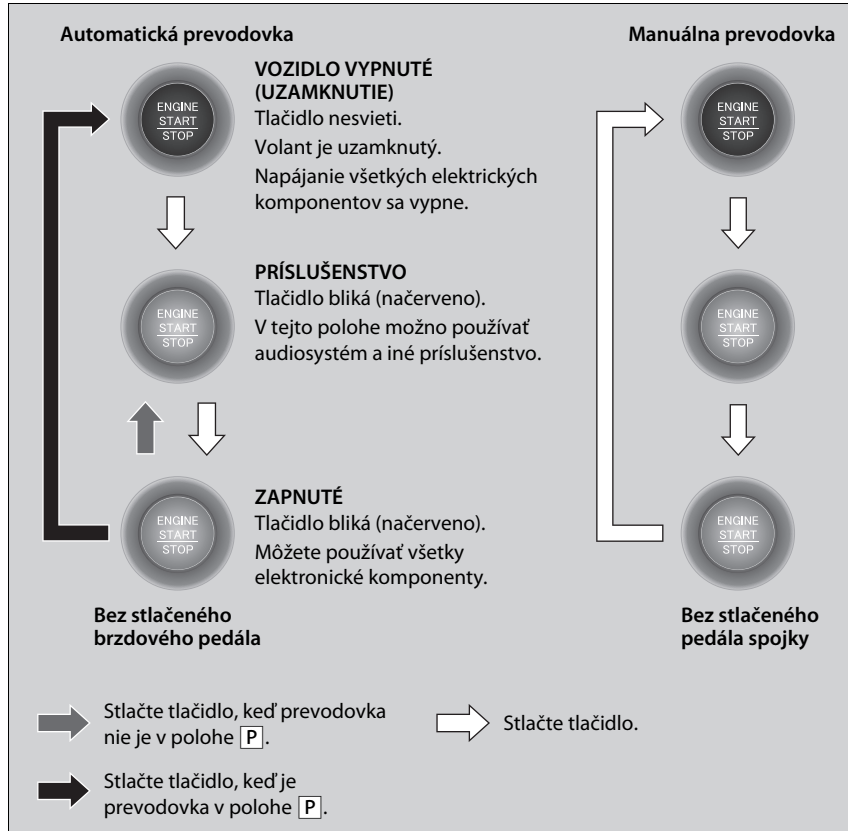 Automatická prevodovka
Manuálna prevodovka
ENGINE
START
STOP
VOZIDLO VYPNUTÉ
(UZAMKNUTIE)
Tlačidlo nesvieti.
Volant je uzamknutý.
Napájanie všetkých elektrických
komponentov sa vypne.
ENGINE
START
STOP
ENGINE
START
STOP
PRÍSLUŠENSTVO
Tlačidlo bliká (načerveno).
V tejto polohe možno používať
audiosystém a iné príslušenstvo.
ENGINE
START
STOP
ENGINE
START
STOP
ZAPNUTÉ
Tlačidlo bliká (načerveno).
Môžete používať všetky
elektronické komponenty.
ENGINE
START
STOP
Bez stlačeného
brzdového pedála
Bez stlačeného
pedála spojky
Stlačte tlačidlo, keď prevodovka
nie je v polohe P.
Stlačte tlačidlo.
Stlačte tlačidlo, keď je
prevodovka v polohe P.